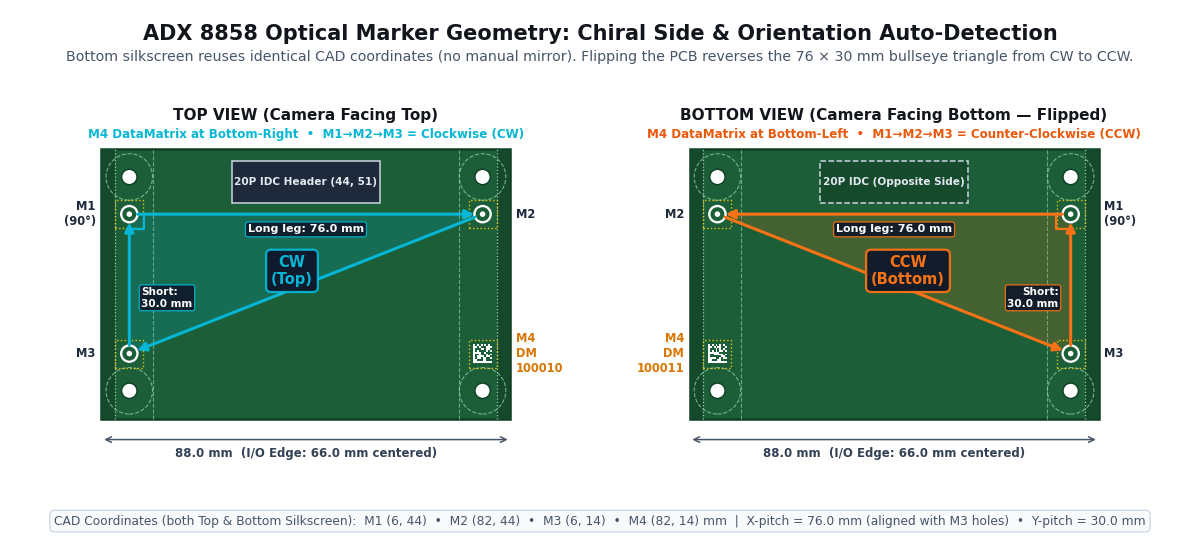 ADX 8858 Optical Marker Geometry: Chiral Side & Orientation Auto-Detection
Bottom silkscreen reuses identical CAD coordinates (no manual mirror). Flipping the PCB reverses the 76 × 30 mm bullseye triangle from CW to CCW.
TOP VIEW (Camera Facing Top)
M4 DataMatrix at Bottom-Right • M1→M2→M3 = Clockwise (CW)
20P IDC Header (44, 51)
M1
(90°)
M2
Long leg: 76.0 mm
CW
(Top)
Short:
30.0 mm
M3
M4
DM
100010
88.0 mm (I/O Edge: 66.0 mm centered)
BOTTOM VIEW (Camera Facing Bottom — Flipped)
M4 DataMatrix at Bottom-Left • M1→M2→M3 = Counter-Clockwise (CCW)
20P IDC (Opposite Side)
M2
M1
(90°)
Long leg: 76.0 mm
CCW
(Bottom)
Short:
30.0 mm
M4
DM
100011
M3
88.0 mm (I/O Edge: 66.0 mm centered)
CAD Coordinates (both Top & Bottom Silkscreen): M1 (6, 44) • M2 (82, 44) • M3 (6, 14) • M4 (82, 14) mm | X-pitch = 76.0 mm (aligned with M3 holes) • Y-pitch = 30.0 mm